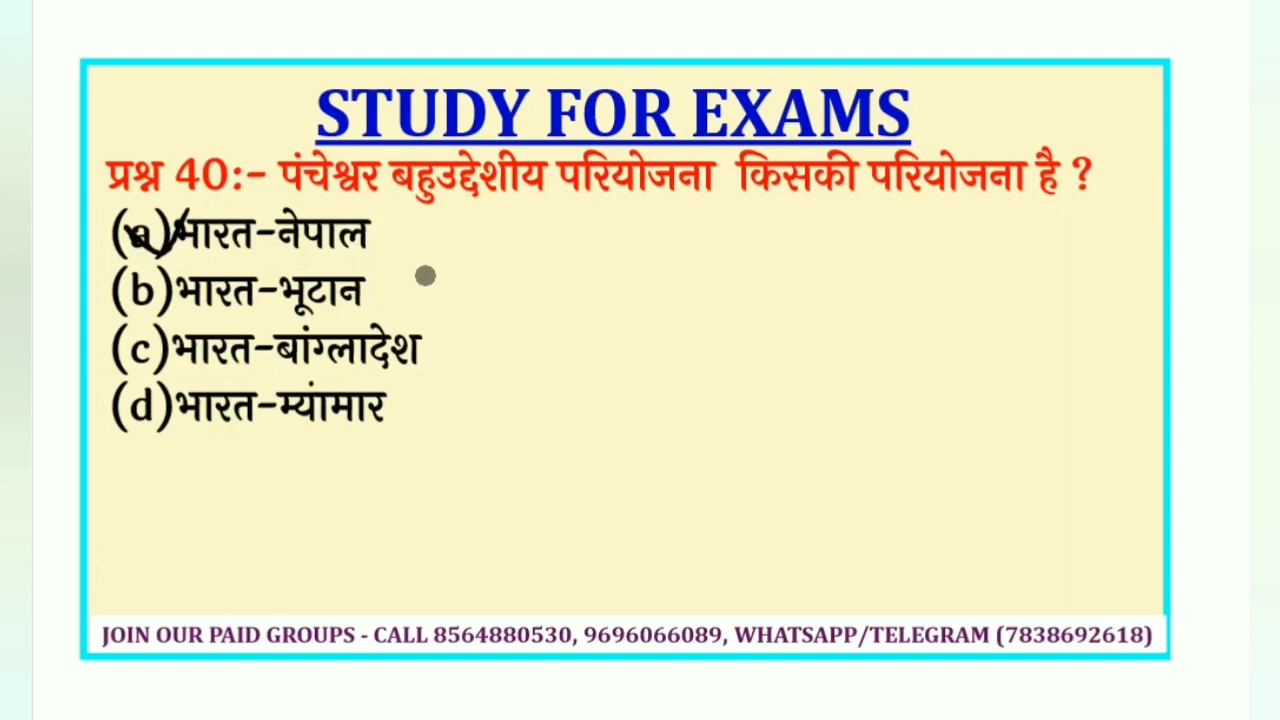 STUDY FOR EXAMS
प्रश्न 40:- पंचेश्वर बहुउद्देशीय परियोजना किसकी परियोजना है ?
(a)भारत-नेपाल
(b)भारत-भूटान
(c)भारत-बांग्लादेश
(d)भारत-म्यांमार
JOIN OUR PAID GROUPS - CALL 8564880530, 9696066089, WHATSAPP/TELEGRAM (7838692618)